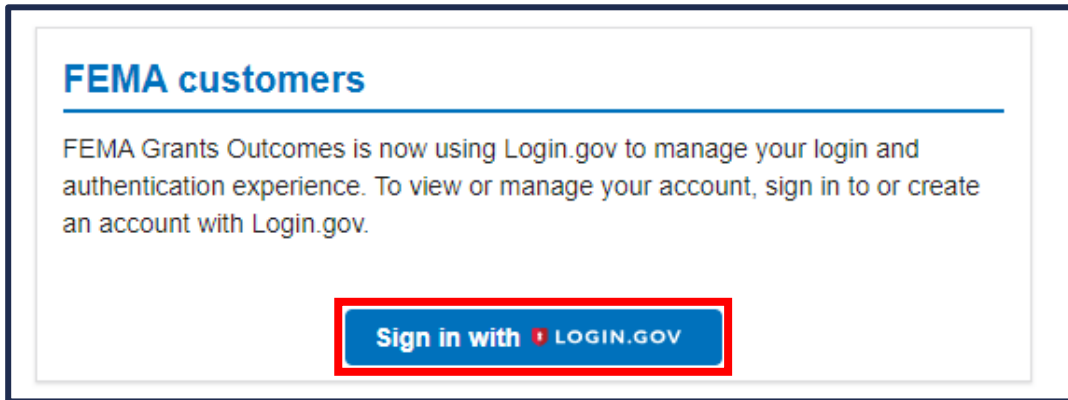 FEMA customers
FEMA Grants Outcomes is now using Login.gov to manage your login and
authentication experience. To view or manage your account, sign in to or create
an account with Login.gov.
Sign in with LOGIN.GOV